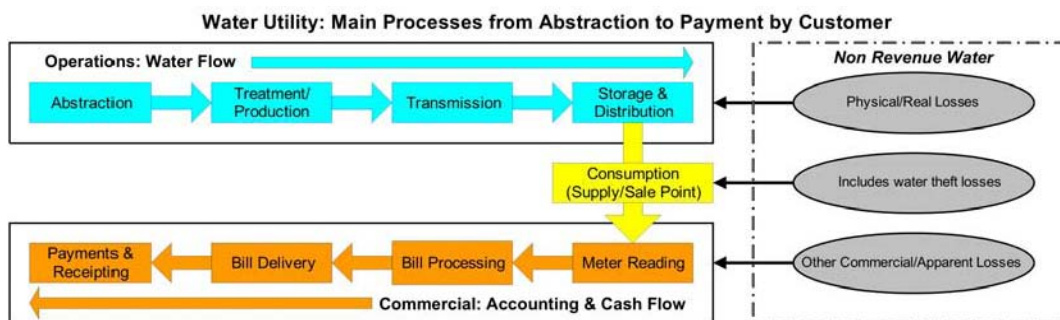 Water Utility: Main Processes from Abstraction to Payment by Customer
Operations: Water Flow
Abstraction
Treatment/
Production
Transmission
Storage &
Distribution
Consumption
(Supply/Sale Point)
Payments &
Receipting
Bill Delivery
Bill Processing
Meter Reading
Commercial: Accounting & Cash Flow
Non Revenue Water
Physical/Real Losses
Includes water theft losses
Other Commercial/Apparent Losses